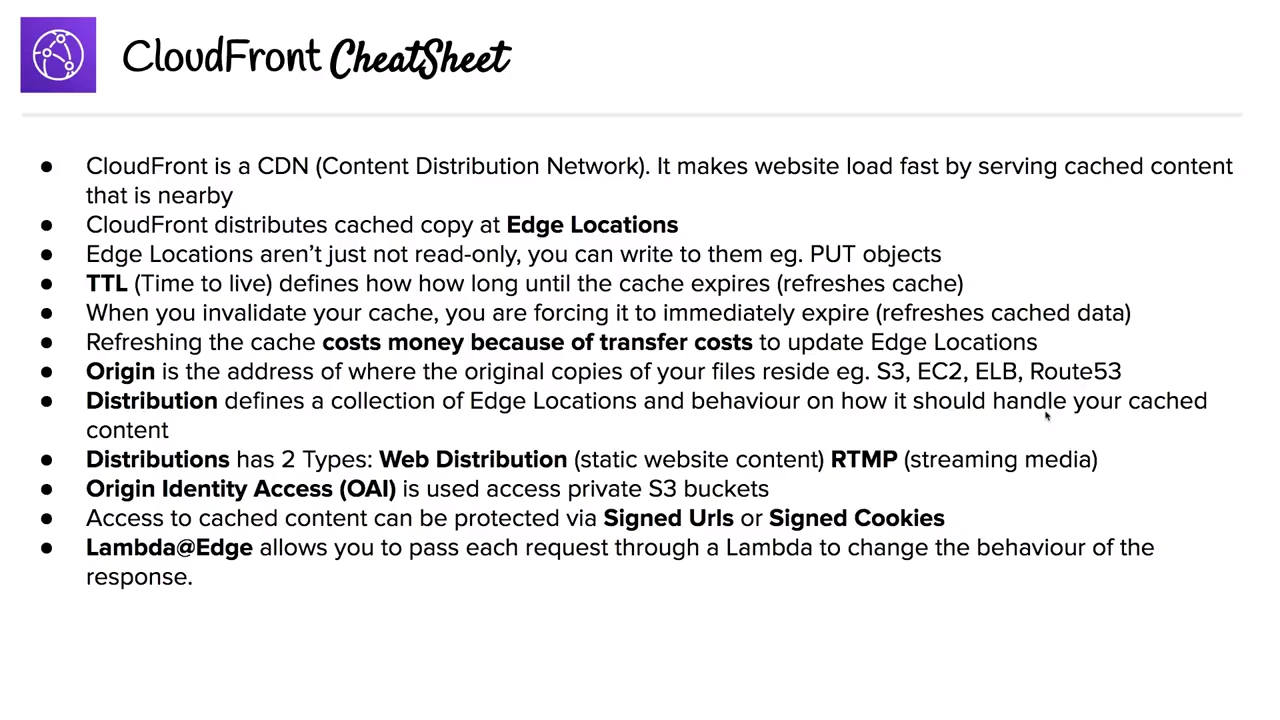 CloudFront CheatSheet
● CloudFront is a CDN (Content Distribution Network). It makes website load fast by serving cached content
that is nearby
● CloudFront distributes cached copy at Edge Locations
● Edge Locations aren’t just not read-only, you can write to them eg. PUT objects
● TTL (Time to live) defines how how long until the cache expires (refreshes cache)
● When you invalidate your cache, you are forcing it to immediately expire (refreshes cached data)
● Refreshing the cache costs money because of transfer costs to update Edge Locations
● Origin is the address of where the original copies of your files reside eg. S3, EC2, ELB, Route53
● Distribution defines a collection of Edge Locations and behaviour on how it should handle your cached
content
● Distributions has 2 Types: Web Distribution (static website content) RTMP (streaming media)
● Origin Identity Access (OAI) is used access private S3 buckets
● Access to cached content can be protected via Signed Urls or Signed Cookies
● Lambda@Edge allows you to pass each request through a Lambda to change the behaviour of the
response.